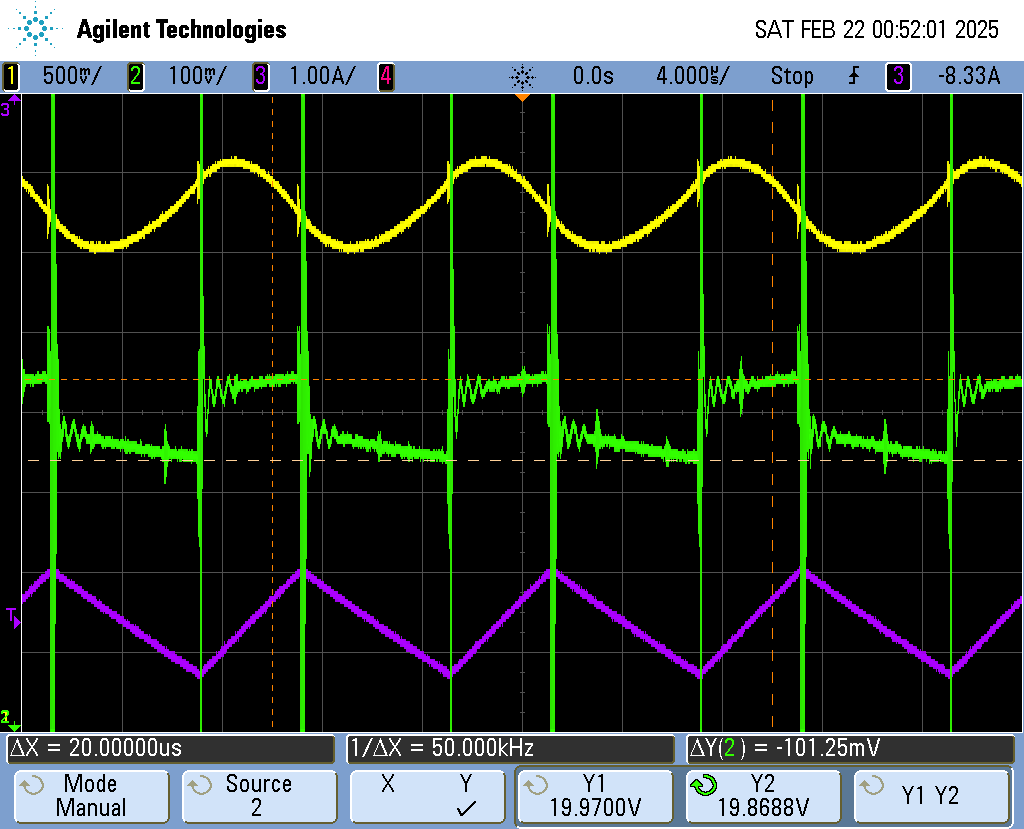 Agilent Technologies
SAT FEB 22 00:52:01 2025
1 500mV/ 2 100mV/ 3 1.00A/ 4 0.0s 4.000us/ Stop 3 -8.33A
3
T
2
ΔX = 20.00000us
1/ΔX = 50.000kHz
ΔY(2) = -101.25mV
Mode
Manual
Source
2
X Y
Y1
19.9700V
Y2
19.8688V
Y1 Y2